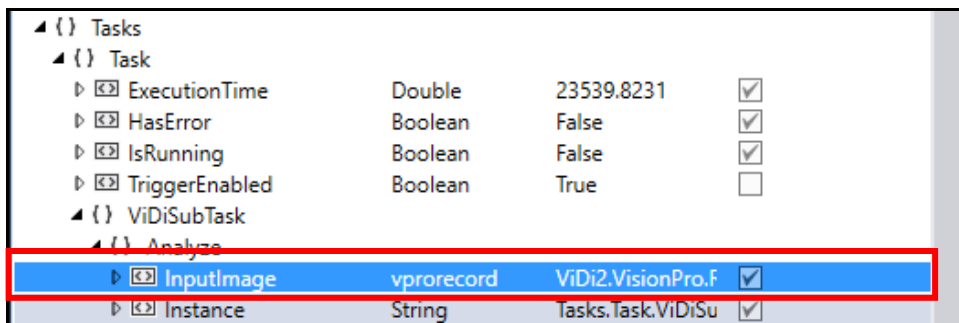 { } Tasks
{ } Task
ExecutionTime Double 23539.8231
HasError Boolean False
IsRunning Boolean False
TriggerEnabled Boolean True
{ } ViDiSubTask
{ } Analyze
InputImage vprorecord ViDi2.VisionPro.F
Instance String Tasks.Task.ViDiSu